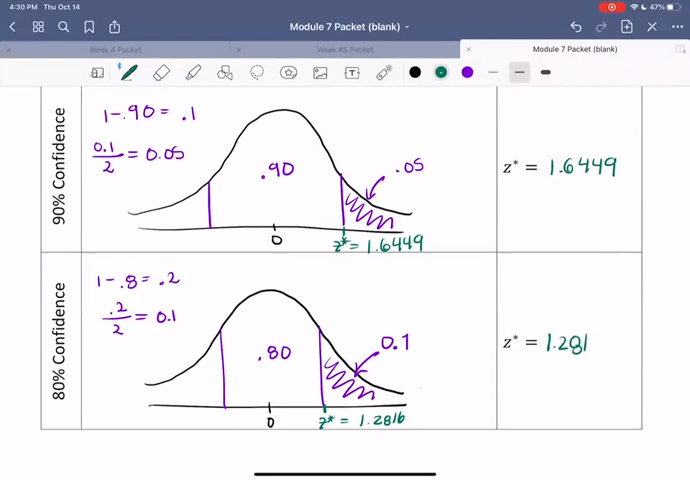 4:30 PM Thu Oct 14
47%
Module 7 Packet (blank)
Week 4 Packet
Week #5 Packet
Module 7 Packet (blank)
90% Confidence
1-.90 = .1
0.1/2 = 0.05
.90
.05
0
z* = 1.6449
z* = 1.6449
80% Confidence
1-.8 = .2
.2/2 = 0.1
.80
0.1
0
z* = 1.2816
z* = 1.281